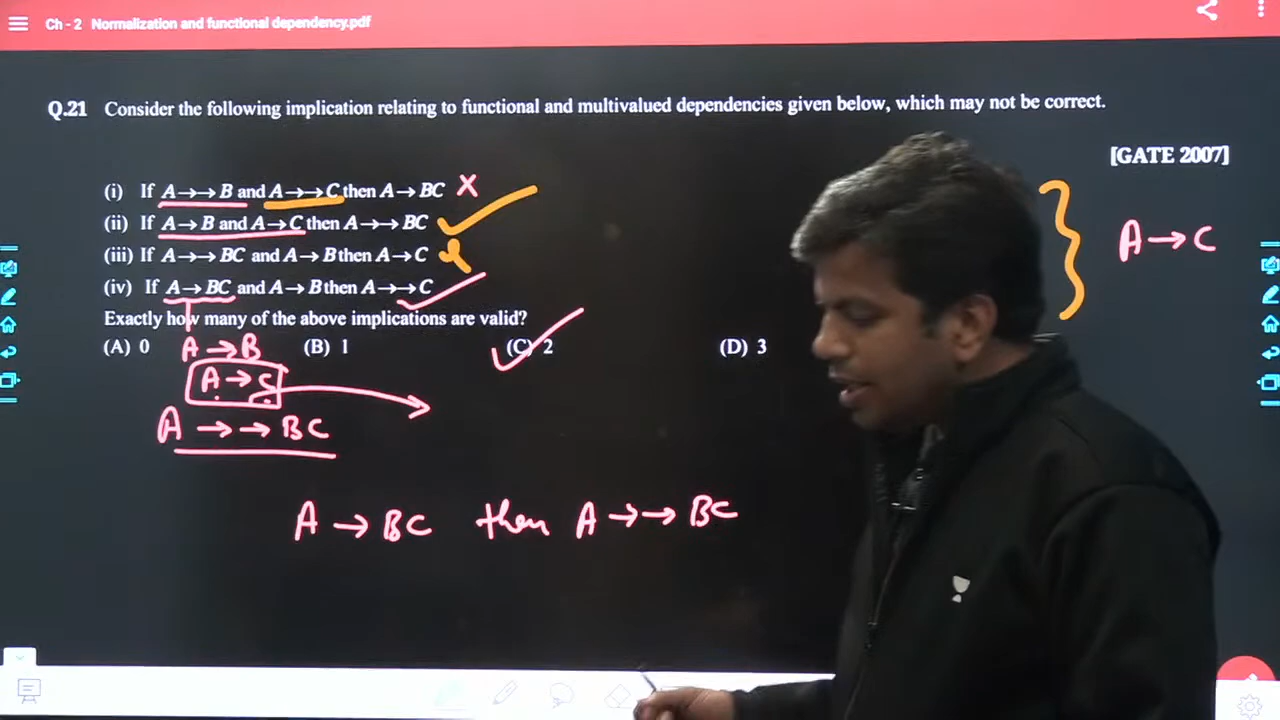 Ch - 2 Normalization and functional dependency.pdf
Q.21 Consider the following implication relating to functional and multivalued dependencies given below, which may not be correct.
[GATE 2007]
(i) If A→→B and A→→C then A→BC ✗
(ii) If A→B and A→C then A→→BC ✓
(iii) If A→→BC and A→B then A→C
(iv) If A→BC and A→B then A→→C ✓
A→C
Exactly how many of the above implications are valid?
(A) 0 (B) 1 (C) 2 (D) 3
A→B
A→C
A→→BC
A→BC then A→→BC